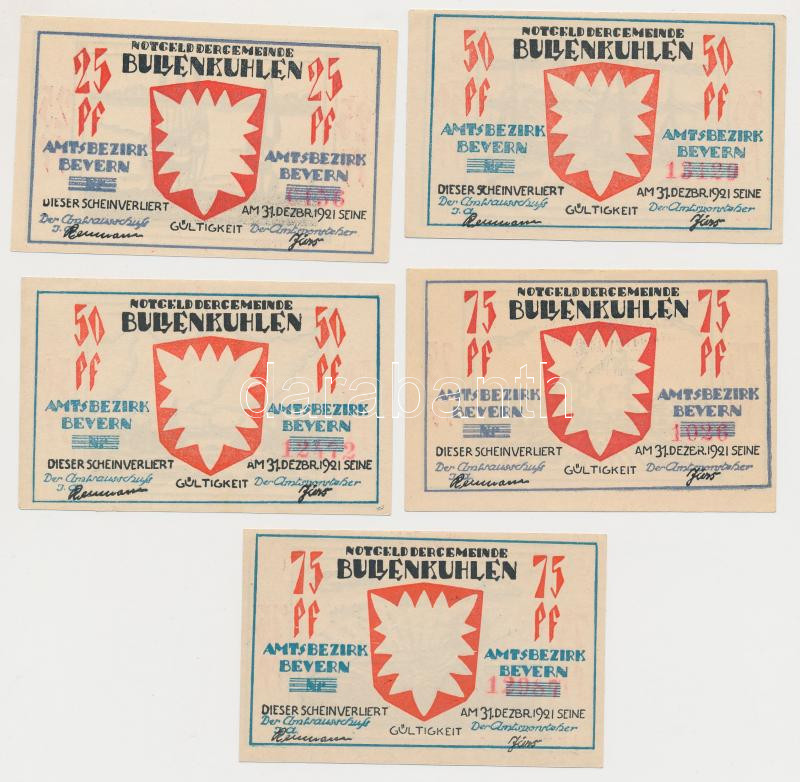 NOTGELD DER GEMEINDE
BULLENKUHLEN
25 PF
25 PF
AMTSBEZIRK
BEVERN
AMTSBEZIRK
BEVERN
Nr
DIESER SCHEIN VERLIERT AM 31. DEZBR. 1921 SEINE
GÜLTIGKEIT
Der Amtsausschuß
Der Amtsvorsteher
I.A.
NOTGELD DER GEMEINDE
BULLENKUHLEN
50 PF
50 PF
AMTSBEZIRK
BEVERN
AMTSBEZIRK
BEVERN
Nr
DIESER SCHEIN VERLIERT AM 31. DEZBR. 1921 SEINE
GÜLTIGKEIT
Der Amtsausschuß
Der Amtsvorsteher
I.A.
NOTGELD DER GEMEINDE
BULLENKUHLEN
50 PF
50 PF
AMTSBEZIRK
BEVERN
AMTSBEZIRK
BEVERN
Nr
DIESER SCHEIN VERLIERT AM 31. DEZBR. 1921 SEINE
GÜLTIGKEIT
Der Amtsausschuß
Der Amtsvorsteher
I.A.
NOTGELD DER GEMEINDE
BULLENKUHLEN
75 PF
75 PF
AMTSBEZIRK
BEVERN
AMTSBEZIRK
BEVERN
Nr
1026
DIESER SCHEIN VERLIERT AM 31. DEZBR. 1921 SEINE
GÜLTIGKEIT
Der Amtsausschuß
Der Amtsvorsteher
darabanth
NOTGELD DER GEMEINDE
BULLENKUHLEN
75 PF
75 PF
AMTSBEZIRK
BEVERN
AMTSBEZIRK
BEVERN
Nr
DIESER SCHEIN VERLIERT AM 31. DEZBR. 1921 SEINE
GÜLTIGKEIT
Der Amtsausschuß
Der Amtsvorsteher